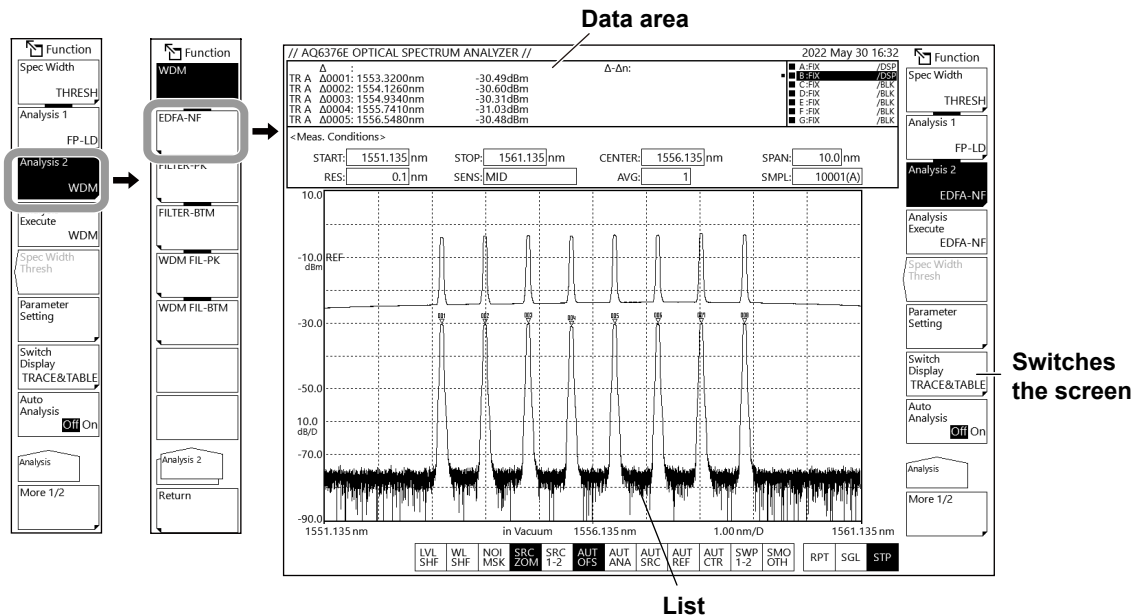 Data area
Function
Spec Width
THRESH
Analysis 1
FP-LD
Analysis 2
WDM
Execute
WDM
Spec Width
Thresh
Parameter
Setting
Switch
Display
TRACE&TABLE
Auto
Analysis
Off On
Analysis
More 1/2
Function
WDM
EDFA-NF
FILTER-PK
FILTER-BTM
WDM FIL-PK
WDM FIL-BTM
Analysis 2
Return
// AQ6376E OPTICAL SPECTRUM ANALYZER // 2022 May 30 16:32
Δ : Δ-Δn:
TR A Δ0001: 1553.3200nm -30.49dBm
TR A Δ0002: 1554.1260nm -30.60dBm
TR A Δ0003: 1554.9340nm -30.31dBm
TR A Δ0004: 1555.7410nm -31.03dBm
TR A Δ0005: 1556.5480nm -30.48dBm
A:FIX /DSP
B:FIX /DSP
C:FIX /BLK
D:FIX /BLK
E:FIX /BLK
F:FIX /BLK
G:FIX /BLK
<Meas. Conditions>
START: 1551.135 nm STOP: 1561.135 nm CENTER: 1556.135 nm SPAN: 10.0 nm
RES: 0.1 nm SENS: MID AVG: 1 SMPL: 10001(A)
10.0
-10.0 REF
dBm
001 002 003 004 005 006 007 008
-30.0
-50.0
10.0
dB/D
-70.0
-90.0
1551.135 nm in Vacuum 1556.135 nm 1.00 nm/D 1561.135 nm
LVL SHF WL SHF NOI MSK SRC ZOM SRC 1-2 AUT OFS AUT ANA AUT SRC AUT REF AUT CTR SWP 1-2 SMO OTH RPT SGL STP
Function
Spec Width
THRESH
Analysis 1
FP-LD
Analysis 2
EDFA-NF
Analysis
Execute
EDFA-NF
Spec Width
Thresh
Parameter
Setting
Switch
Display
TRACE&TABLE
Auto
Analysis
Off On
Analysis
More 1/2
Switches
the screen
List